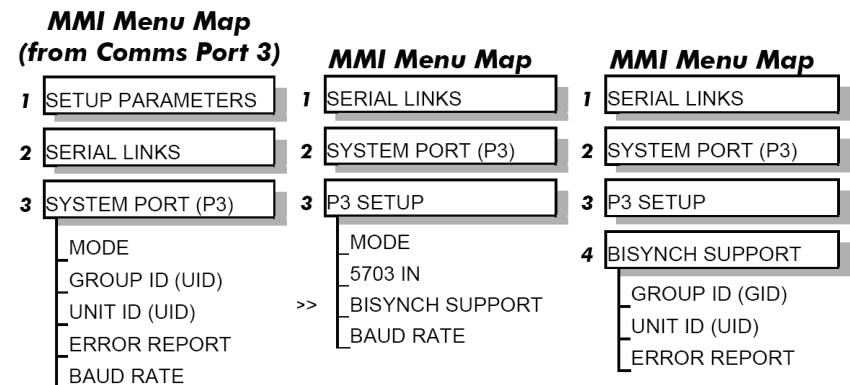 MMI Menu Map
(from Comms Port 3)
1 SETUP PARAMETERS
2 SERIAL LINKS
3 SYSTEM PORT (P3)
MODE
GROUP ID (UID)
UNIT ID (UID)
ERROR REPORT
BAUD RATE
MMI Menu Map
1 SERIAL LINKS
2 SYSTEM PORT (P3)
3 P3 SETUP
MODE
5703 IN
>> BISYNCH SUPPORT
BAUD RATE
MMI Menu Map
1 SERIAL LINKS
2 SYSTEM PORT (P3)
3 P3 SETUP
4 BISYNCH SUPPORT
GROUP ID (GID)
UNIT ID (UID)
ERROR REPORT